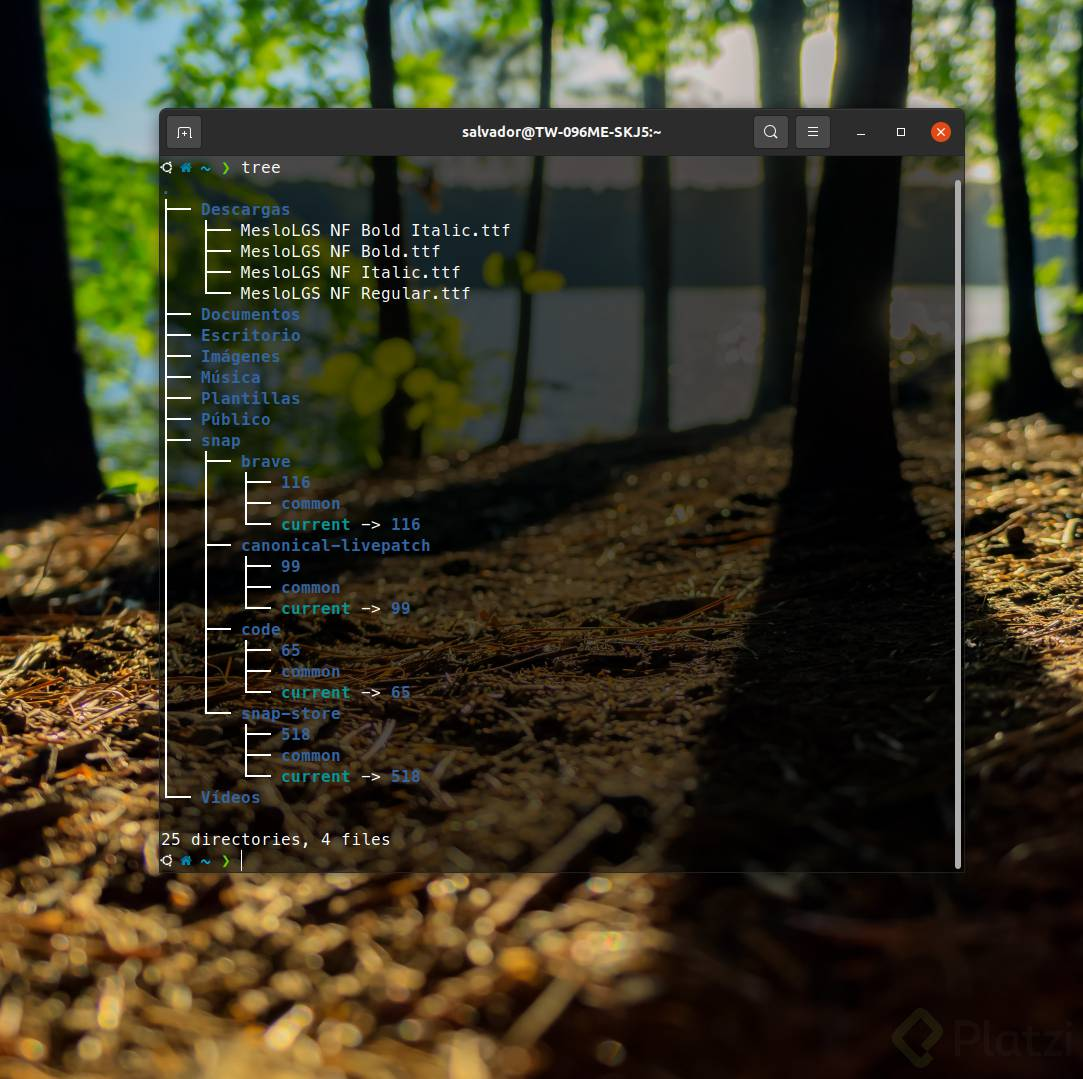 salvador@TW-096ME-SKJ5:~
~ ❯ tree
.
├── Descargas
│   ├── MesloLGS NF Bold Italic.ttf
│   ├── MesloLGS NF Bold.ttf
│   ├── MesloLGS NF Italic.ttf
│   └── MesloLGS NF Regular.ttf
├── Documentos
├── Escritorio
├── Imágenes
├── Música
├── Plantillas
├── Público
├── snap
│   ├── brave
│   │   ├── 116
│   │   ├── common
│   │   └── current -> 116
│   ├── canonical-livepatch
│   │   ├── 99
│   │   ├── common
│   │   └── current -> 99
│   ├── code
│   │   ├── 65
│   │   ├── common
│   │   └── current -> 65
│   └── snap-store
│       ├── 518
│       ├── common
│       └── current -> 518
└── Vídeos
25 directories, 4 files
~ ❯
Platzi